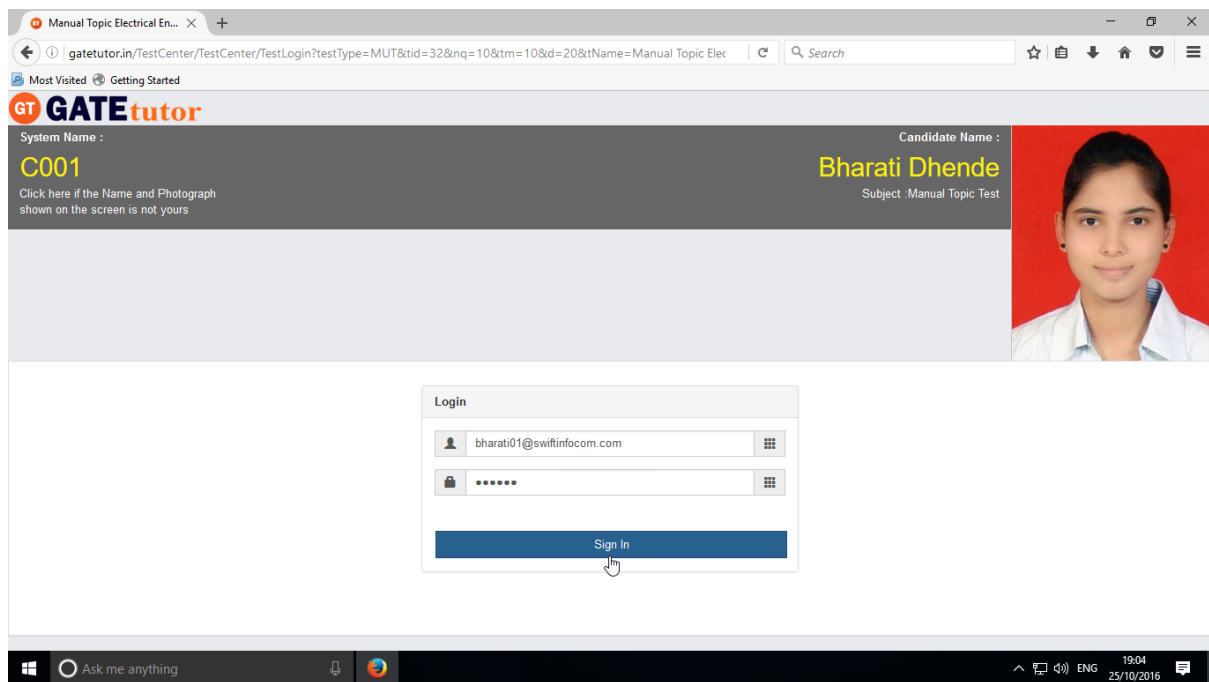 Manual Topic Electrical En...
gatetutor.in/TestCenter/TestCenter/TestLogin?testType=MUT&tid=32&nq=10&tm=10&d=20&tName=Manual Topic Elec
Search
Most Visited Getting Started
GT GATEtutor
System Name :
C001
Click here if the Name and Photograph
shown on the screen is not yours
Candidate Name :
Bharati Dhende
Subject :Manual Topic Test
Login
bharati01@swiftinfocom.com
Sign In
Ask me anything
ENG
19:04
25/10/2016